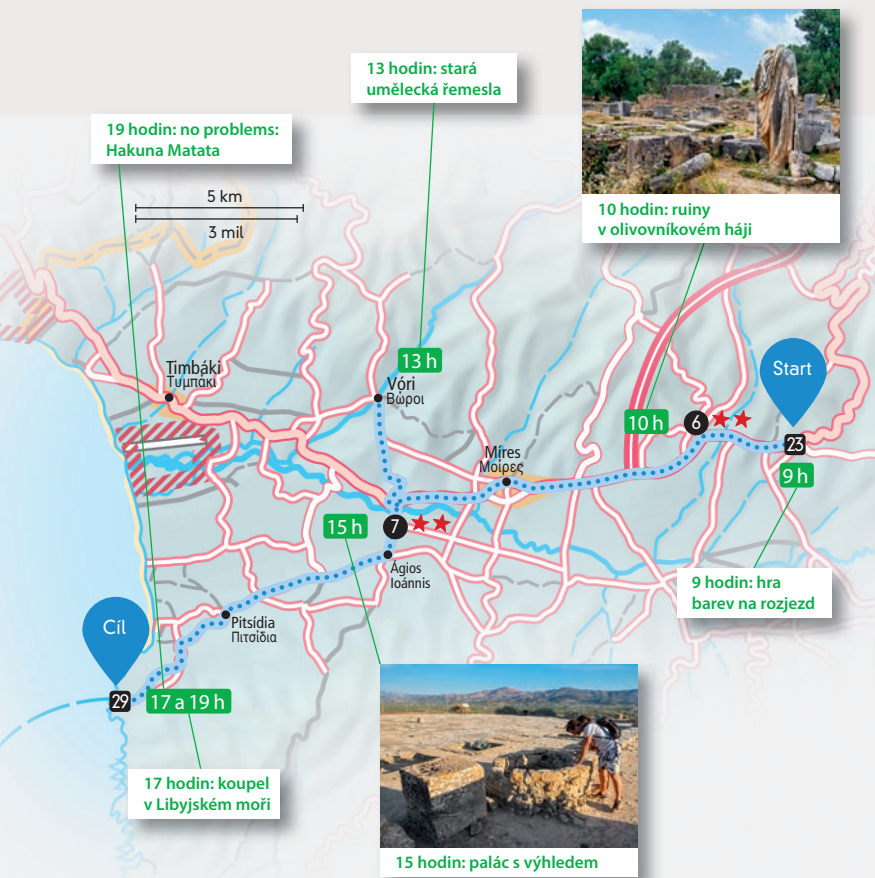 13 hodin: stará
umělecká řemesla
19 hodin: no problems:
Hakuna Matata
5 km
3 mil
10 hodin: ruiny
v olivovníkovém háji
Timbáki
Τυμπακι
13 h
Vóri
Βώροι
Start
10 h
6
23
9 h
Míres
Μοίρες
15 h
7
Ágios
Ioánnis
9 hodin: hra
barev na rozjezd
Pitsídia
Πιτσίδια
Cíl
29
17 a 19 h
17 hodin: koupel
v Libyjském moři
15 hodin: palác s výhledem